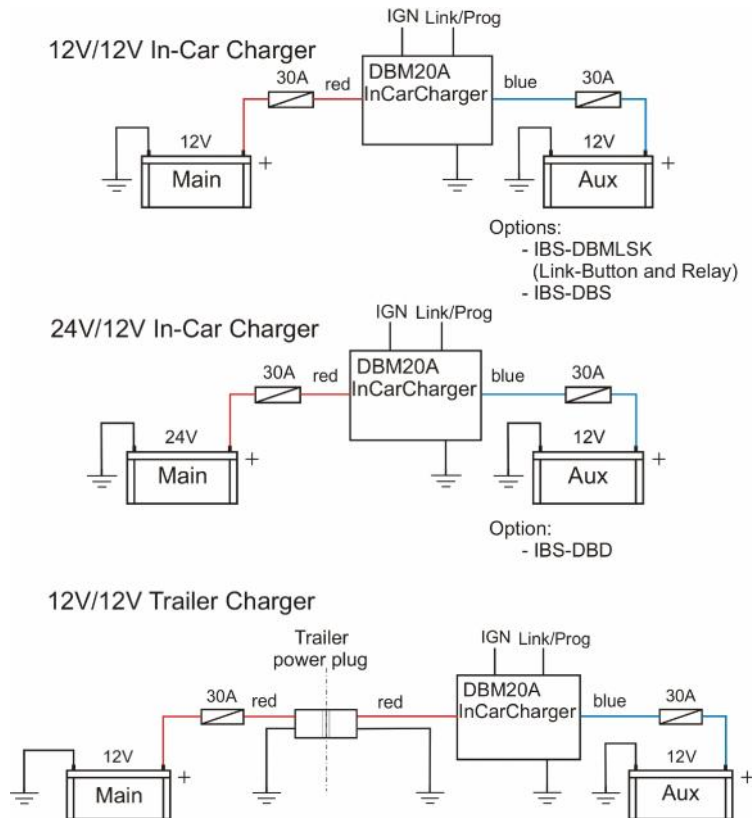 IGN Link/Prog
12V/12V In-Car Charger
DBM20A
InCarCharger
30A
red
blue
30A
12V
+
Main
12V
+
Aux
Options:
- IBS-DBMLSK
(Link-Button and Relay)
- IBS-DBS
24V/12V In-Car Charger
IGN Link/Prog
DBM20A
InCarCharger
30A
red
blue
30A
24V
+
Main
12V
+
Aux
Option:
- IBS-DBD
12V/12V Trailer Charger
Trailer
power plug
IGN Link/Prog
DBM20A
InCarCharger
30A
red
red
blue
30A
12V
+
Main
12V
+
Aux